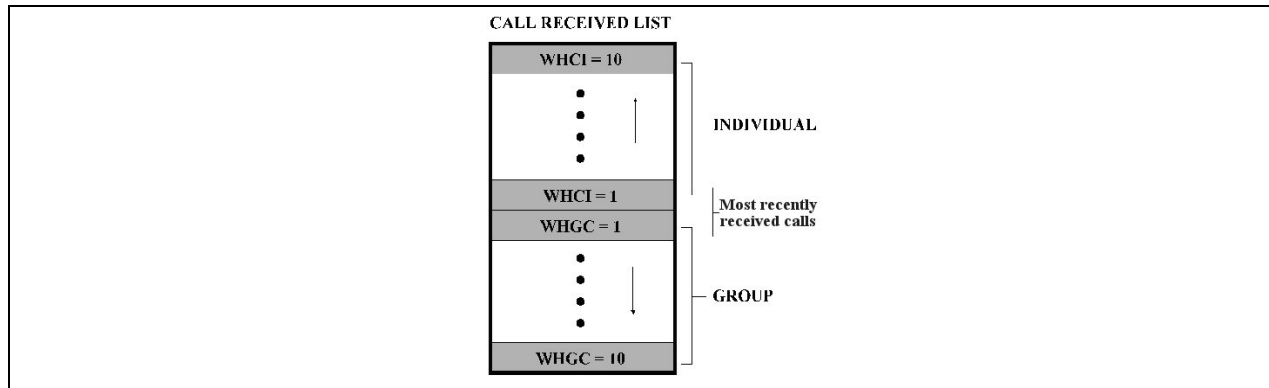 CALL RECEIVED LIST
WHCI = 10
INDIVIDUAL
WHCI = 1
Most recently
received calls
WHGC = 1
GROUP
WHGC = 10